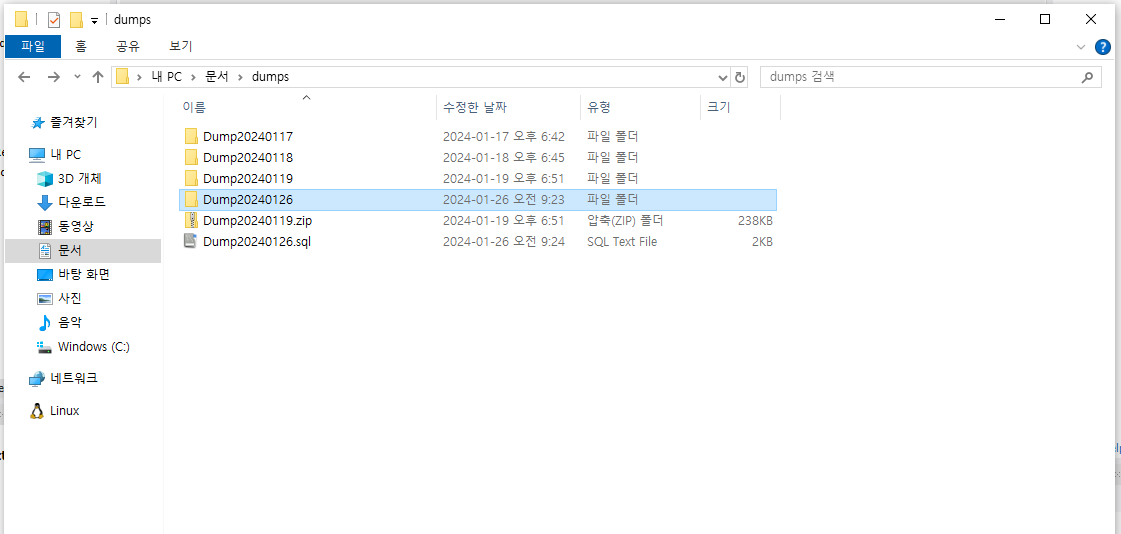 dumps
파일 홈 공유 보기
내 PC 문서 dumps dumps 검색
이름 수정한 날짜 유형 크기
즐겨찾기
내 PC
3D 개체
다운로드
동영상
문서
바탕 화면
사진
음악
Windows (C:)
네트워크
Linux
Dump20240117 2024-01-17 오후 6:42 파일 폴더
Dump20240118 2024-01-18 오후 6:45 파일 폴더
Dump20240119 2024-01-19 오후 6:51 파일 폴더
Dump20240126 2024-01-26 오전 9:23 파일 폴더
Dump20240119.zip 2024-01-19 오후 6:51 압축(ZIP) 폴더 238KB
Dump20240126.sql 2024-01-26 오전 9:24 SQL Text File 2KB